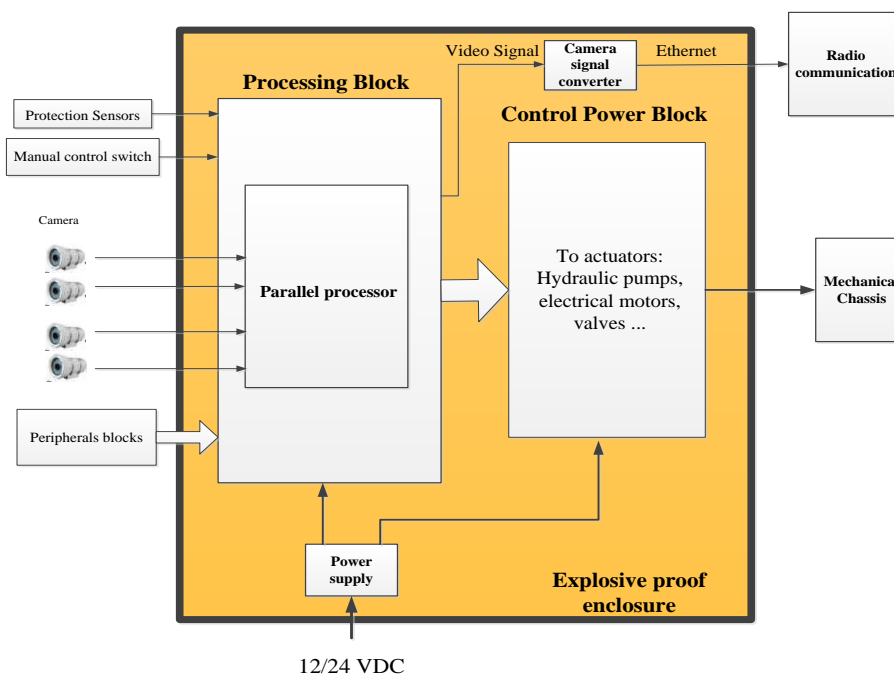 Video Signal
Camera
signal
converter
Ethernet
Radio
communication
Processing Block
Control Power Block
Protection Sensors
Manual control switch
Camera
Parallel processor
To actuators:
Hydraulic pumps,
electrical motors,
valves ...
Mechanical
Chassis
Peripherals blocks
Power
supply
Explosive proof
enclosure
12/24 VDC